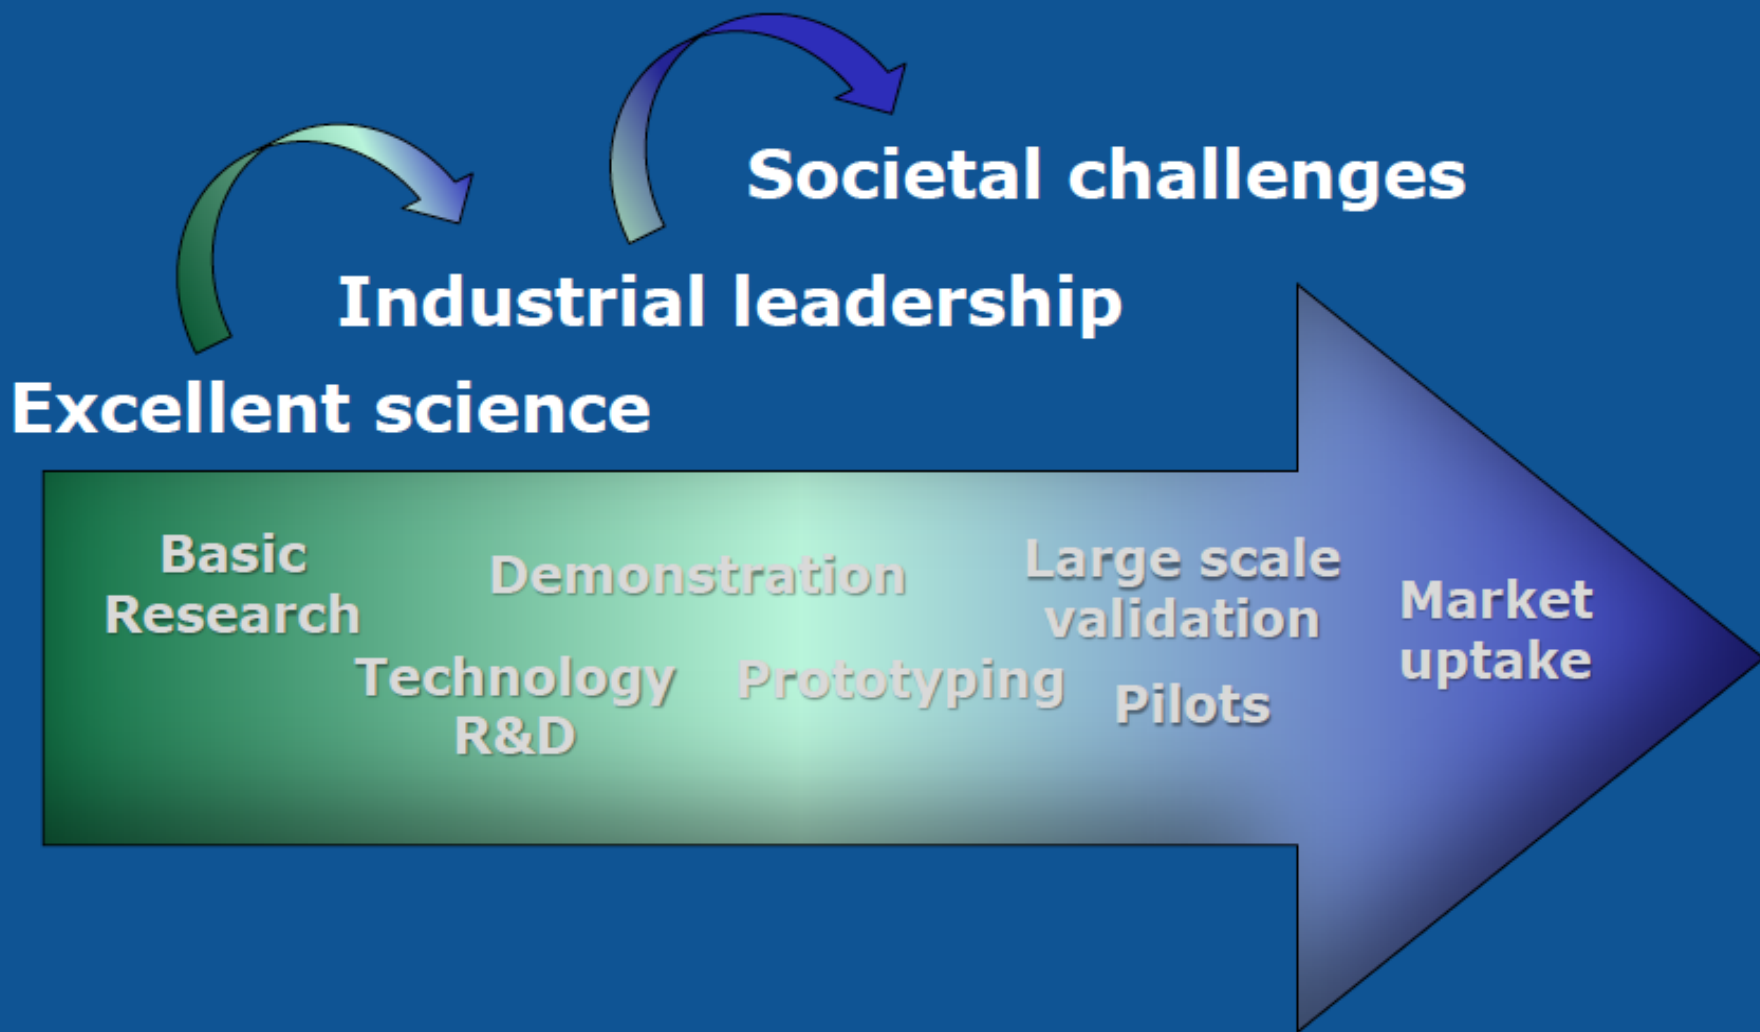 Societal challenges
Industrial leadership
Excellent science
Basic
Research
Demonstration
Technology
R&D
Prototyping
Large scale
validation
Pilots
Market
uptake